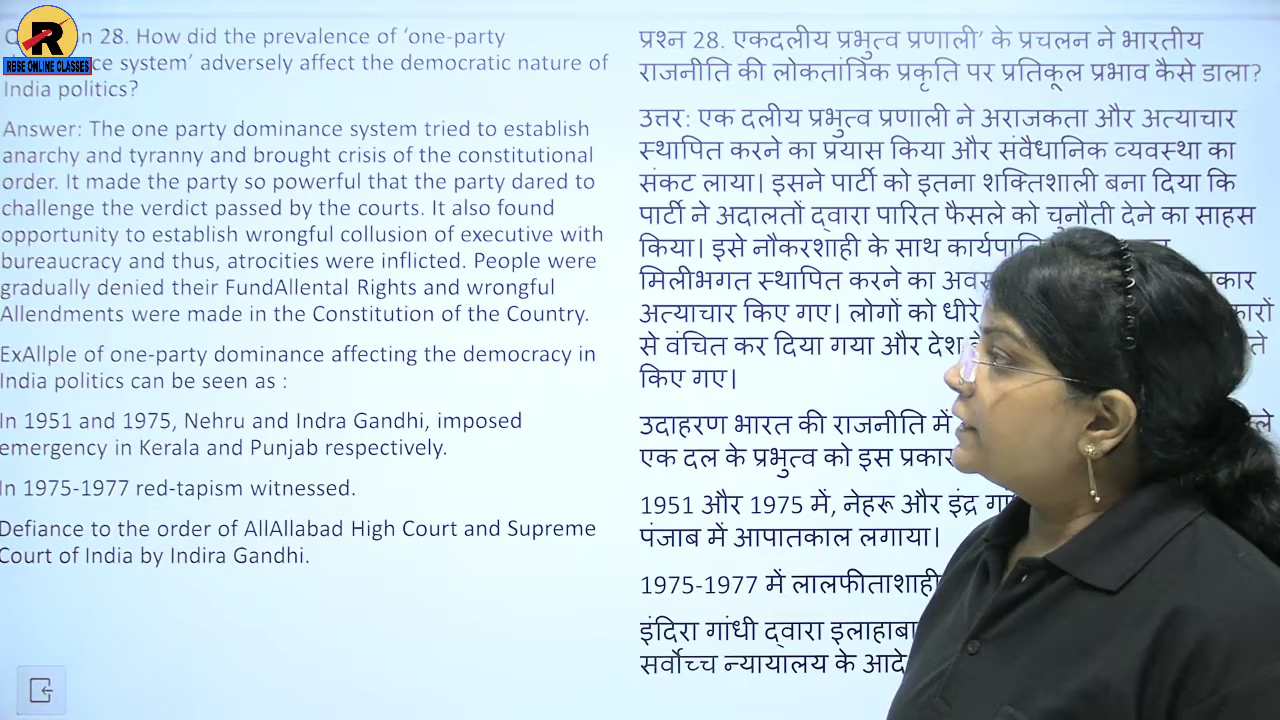 R
RBSE ONLINE CLASSES
n 28. How did the prevalence of ‘one-party
ce system’ adversely affect the democratic nature of
India politics?
Answer: The one party dominance system tried to establish
anarchy and tyranny and brought crisis of the constitutional
order. It made the party so powerful that the party dared to
challenge the verdict passed by the courts. It also found
opportunity to establish wrongful collusion of executive with
bureaucracy and thus, atrocities were inflicted. People were
gradually denied their FundAllental Rights and wrongful
Allendments were made in the Constitution of the Country.
ExAllple of one-party dominance affecting the democracy in
India politics can be seen as :
In 1951 and 1975, Nehru and Indra Gandhi, imposed
emergency in Kerala and Punjab respectively.
In 1975-1977 red-tapism witnessed.
Defiance to the order of AllAllabad High Court and Supreme
Court of India by Indira Gandhi.
प्रश्न 28. एकदलीय प्रभुत्व प्रणाली’ के प्रचलन ने भारतीय
राजनीति की लोकतांत्रिक प्रकृति पर प्रतिकूल प्रभाव कैसे डाला?
उत्तर: एक दलीय प्रभुत्व प्रणाली ने अराजकता और अत्याचार
स्थापित करने का प्रयास किया और संवैधानिक व्यवस्था का
संकट लाया। इसने पार्टी को इतना शक्तिशाली बना दिया कि
पार्टी ने अदालतों द्वारा पारित फैसले को चुनौती देने का साहस
किया। इसे नौकरशाही के साथ
मिलीभगत स्थापित करने का
अत्याचार किए गए। लोगों को धीरे
से वंचित कर दिया गया और देश
किए गए।
उदाहरण भारत की राजनीति में
एक दल के प्रभुत्व को इस प्रकार
1951 और 1975 में, नेहरू और इंद्र
पंजाब में आपातकाल लगाया।
1975-1977 में लालफीताशाही
इंदिरा गांधी द्वारा
सर्वोच्च न्यायालय के